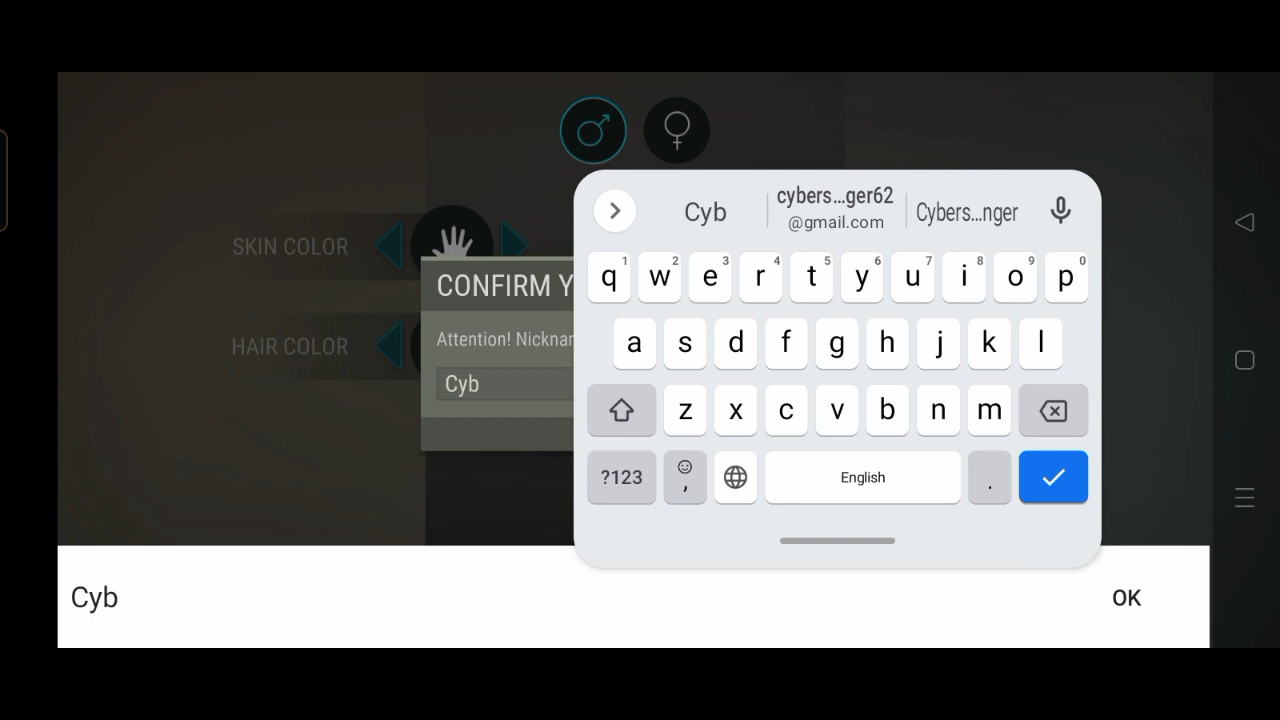 SKIN COLOR
HAIR COLOR
CONFIRM Y
Attention! Nicknar
Cyb
Cyb
cybers...ger62
@gmail.com
Cybers...nger
q1 w2 e3 r4 t5 y6 u7 i8 o9 p0
a s d f g h j k l
z x c v b n m
?123 , English .
Cyb
OK